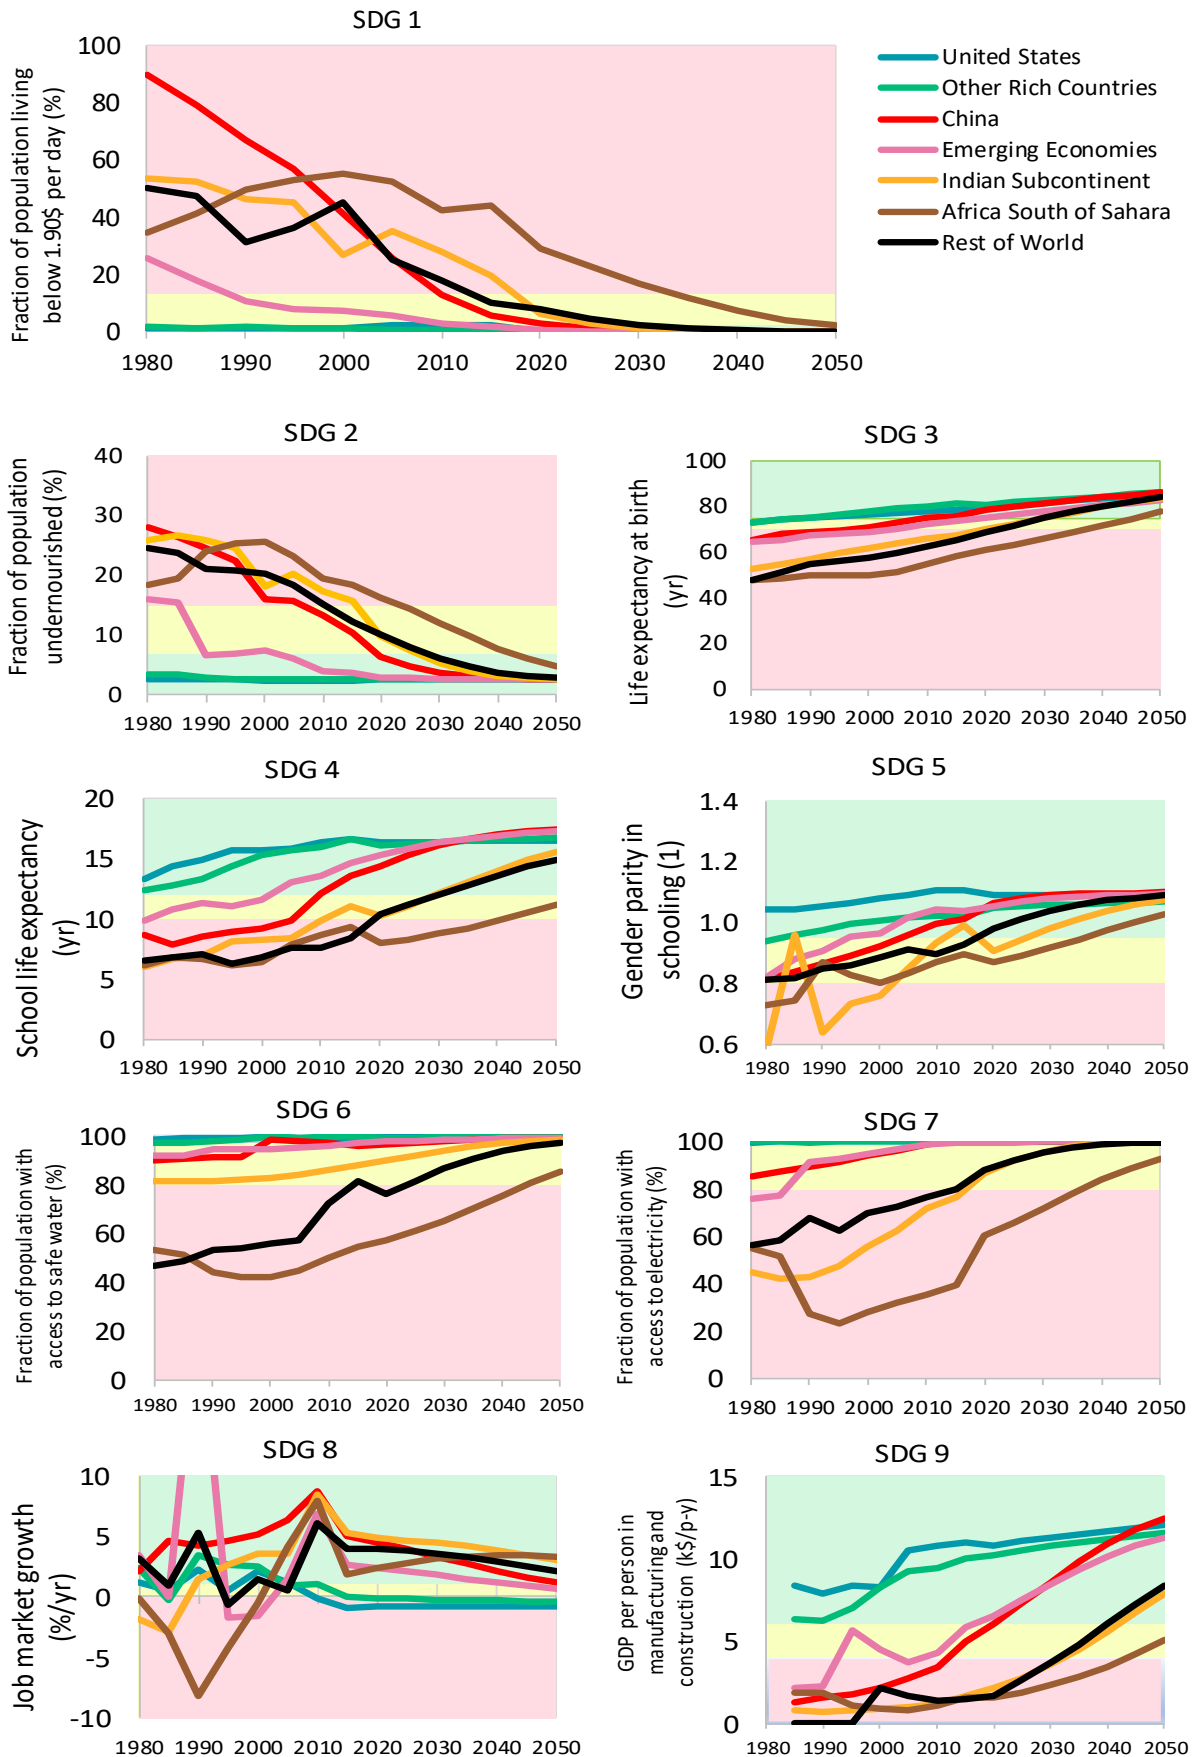 SDG 1
Fraction of population living
below 1.90$ per day (%)
100
80
60
40
20
0
1980 1990 2000 2010 2020 2030 2040 2050
United States
Other Rich Countries
China
Emerging Economies
Indian Subcontinent
Africa South of Sahara
Rest of World
SDG 2
Fraction of population
undernourished (%)
40
30
20
10
0
1980 1990 2000 2010 2020 2030 2040 2050
SDG 3
Life expectancy at birth
(yr)
100
80
60
40
20
0
1980 1990 2000 2010 2020 2030 2040 2050
SDG 4
School life expectancy
(yr)
20
15
10
5
0
1980 1990 2000 2010 2020 2030 2040 2050
SDG 5
Gender parity in
schooling (1)
1.4
1.2
1.0
0.8
0.6
1980 1990 2000 2010 2020 2030 2040 2050
SDG 6
Fraction of population with
access to safe water (%)
100
80
60
40
20
0
1980 1990 2000 2010 2020 2030 2040 2050
SDG 7
Fraction of population with
access to electricity (%)
100
80
60
40
20
0
1980 1990 2000 2010 2020 2030 2040 2050
SDG 8
Job market growth
(%/yr)
10
5
0
-5
-10
1980 1990 2000 2010 2020 2030 2040 2050
SDG 9
GDP per person in
manufacturing and
construction (k$/p-y)
15
10
5
0
1980 1990 2000 2010 2020 2030 2040 2050